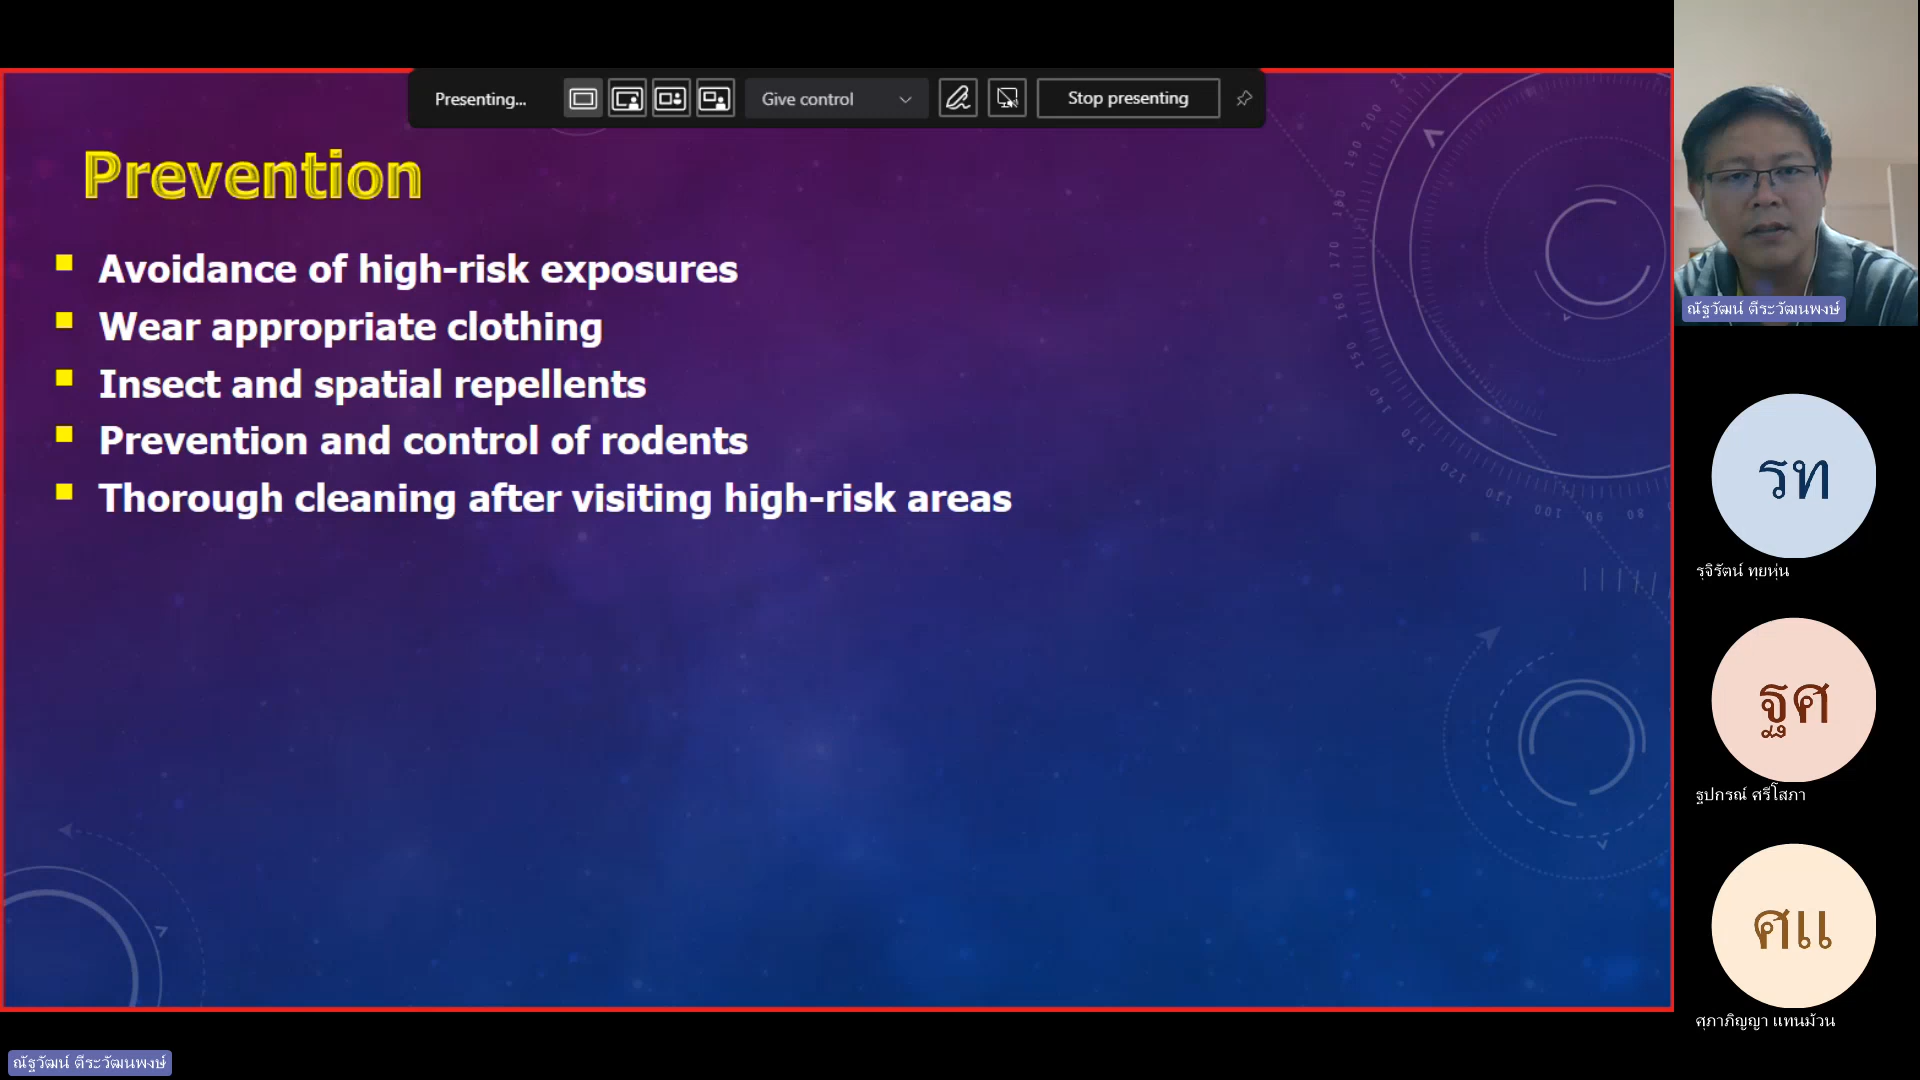 Presenting...
Give control
Stop presenting
Prevention
Avoidance of high-risk exposures
Wear appropriate clothing
Insect and spatial repellents
Prevention and control of rodents
Thorough cleaning after visiting high-risk areas
ณัฐวัฒน์ ตีระวัฒนพงษ์
รท
รุจิรัตน์ ทุยหุ่น
ฐศ
ฐปกรณ์ ศรีโสภา
ศแ
ศุภาภิญญา แทนม้วน
ณัฐวัฒน์ ตีระวัฒนพงษ์